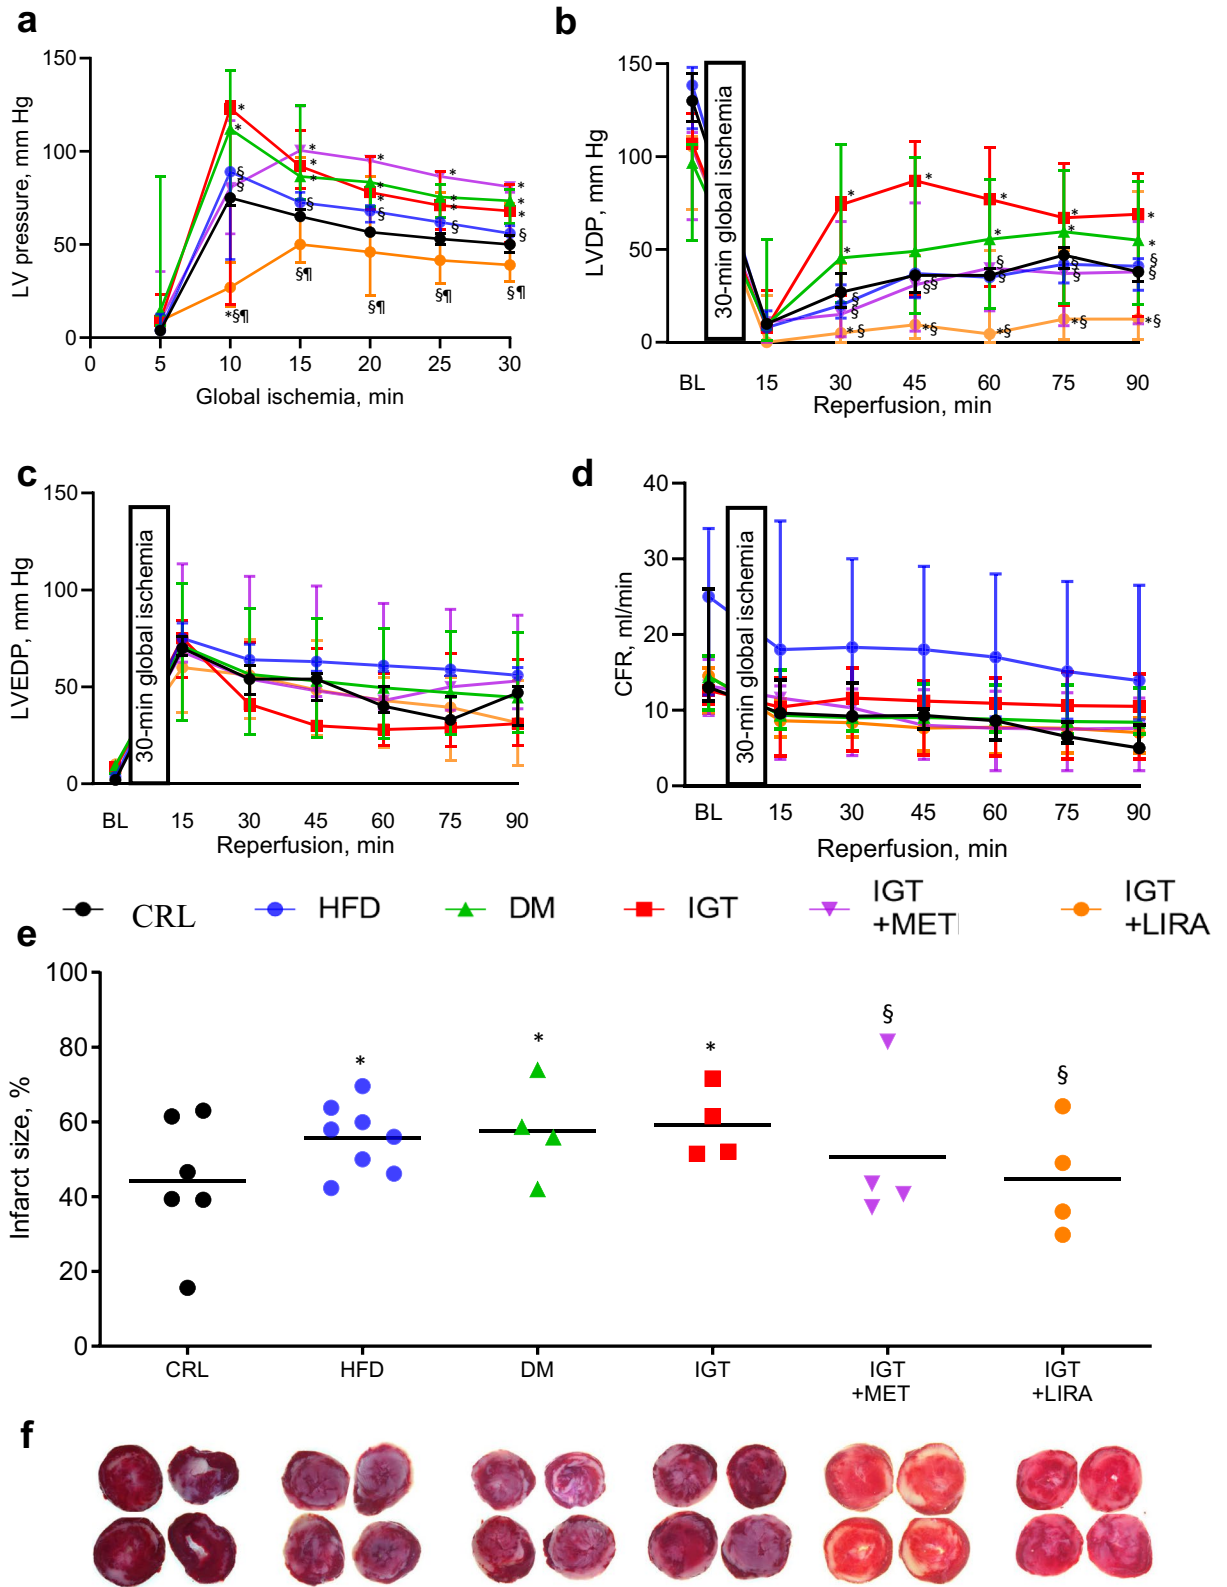 a
150
100
50
0
LV pressure, mm Hg
0 5 10 15 20 25 30
Global ischemia, min
* * § § *§¶
* * * § §¶
* * * § §¶
* * * § §¶
* * * § §¶
b
150
100
50
0
LVDP, mm Hg
30-min global ischemia
BL 15 30 45 60 75 90
Reperfusion, min
* * § § * §
* §§ *§
* * § § *§
* * § § *§
* * § § *§
c
150
100
50
0
LVEDP, mm Hg
30-min global ischemia
BL 15 30 45 60 75 90
Reperfusion, min
d
40
30
20
10
0
CFR, ml/min
30-min global ischemia
BL 15 30 45 60 75 90
Reperfusion, min
CRL HFD DM IGT IGT +MET IGT +LIRA
e
100
80
60
40
20
0
Infarct size, %
* * * § §
CRL HFD DM IGT IGT +MET IGT +LIRA
f